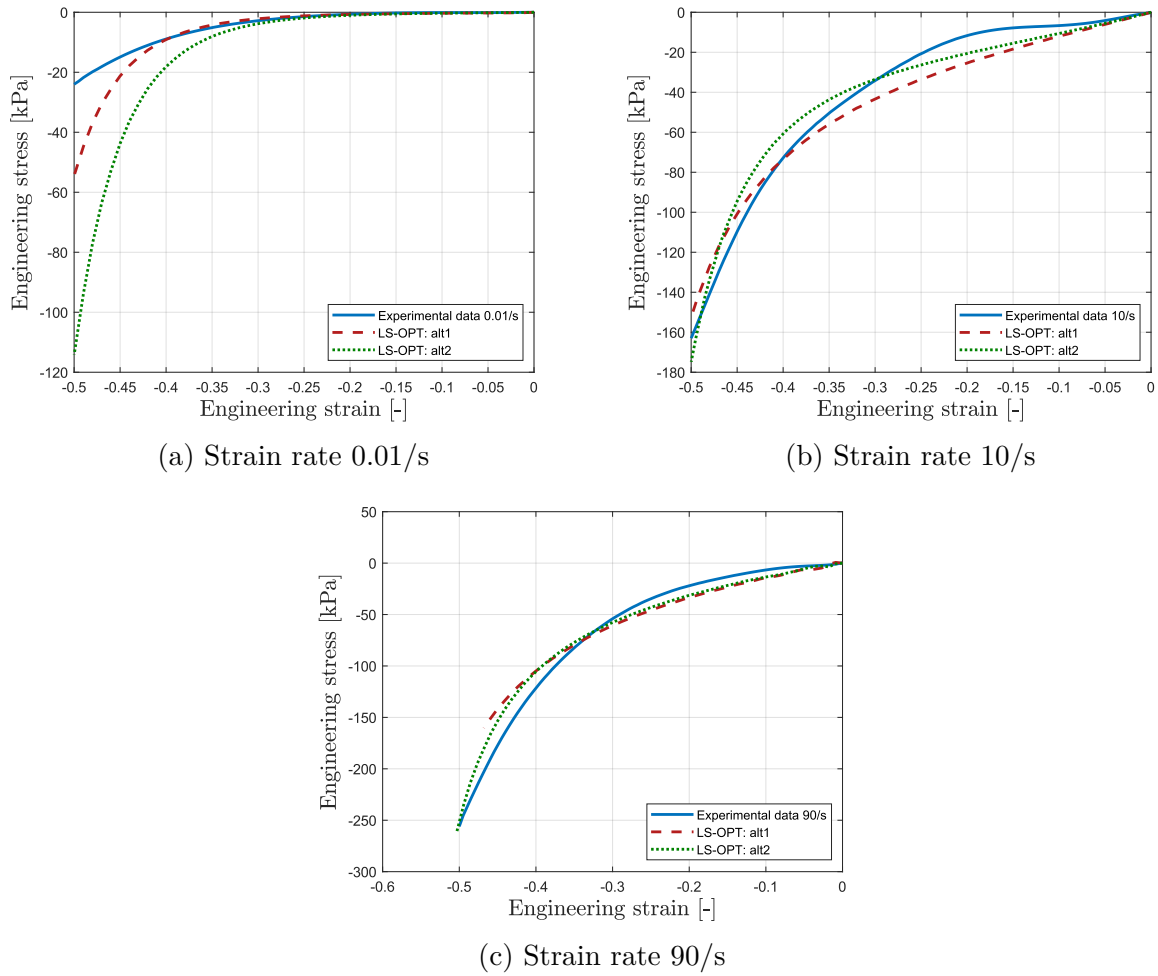 0
-20
-40
-60
-80
-100
-120
-0.5 -0.45 -0.4 -0.35 -0.3 -0.25 -0.2 -0.15 -0.1 -0.05 0
Engineering stress [kPa]
Engineering strain [-]
Experimental data 0.01/s
LS-OPT: alt1
LS-OPT: alt2
(a) Strain rate 0.01/s
0
-20
-40
-60
-80
-100
-120
-140
-160
-180
-0.5 -0.45 -0.4 -0.35 -0.3 -0.25 -0.2 -0.15 -0.1 -0.05 0
Engineering stress [kPa]
Engineering strain [-]
Experimental data 10/s
LS-OPT: alt1
LS-OPT: alt2
(b) Strain rate 10/s
50
0
-50
-100
-150
-200
-250
-300
-0.6 -0.5 -0.4 -0.3 -0.2 -0.1 0
Engineering stress [kPa]
Engineering strain [-]
Experimental data 90/s
LS-OPT: alt1
LS-OPT: alt2
(c) Strain rate 90/s